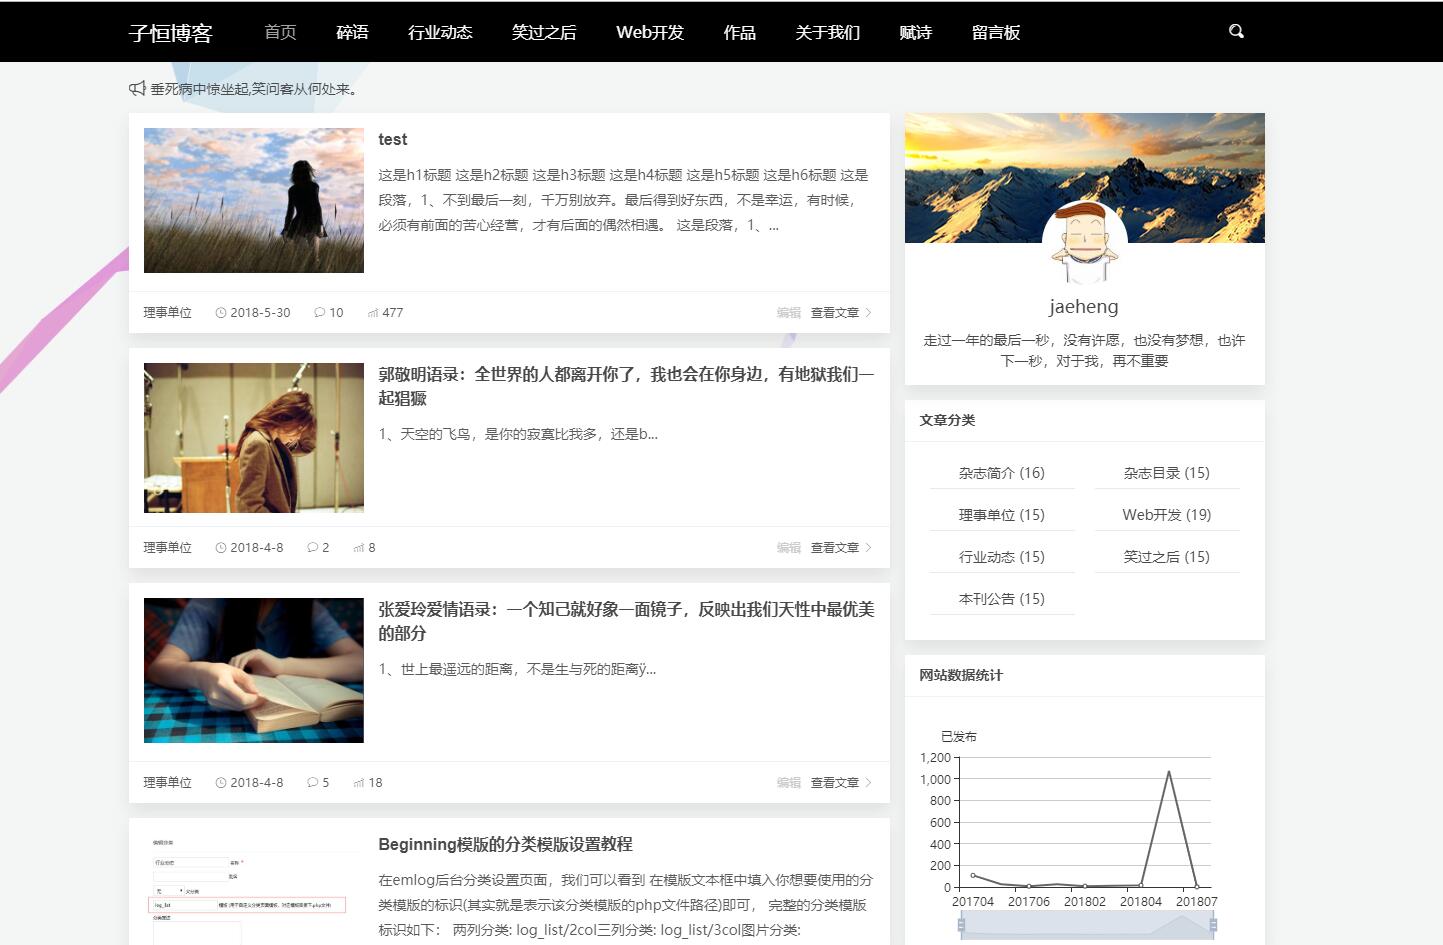 子恒博客 首页 碎语 行业动态 笑过之后 Web开发 作品 关于我们 赋诗 留言板
垂死病中惊坐起,笑问客从何处来。
test
这是h1标题 这是h2标题 这是h3标题 这是h4标题 这是h5标题 这是h6标题 这是
段落，1、不到最后一刻，千万别放弃。最后得到好东西，不是幸运，有时候，
必须有前面的苦心经营，才有后面的偶然相遇。 这是段落，1、...
理事单位 2018-5-30 10 477 编辑 查看文章
郭敬明语录：全世界的人都离开你了，我也会在你身边，有地狱我们一
起猖獗
1、天空的飞鸟，是你的寂寞比我多，还是b...
理事单位 2018-4-8 2 8 编辑 查看文章
张爱玲爱情语录：一个知己就好象一面镜子，反映出我们天性中最优美
的部分
1、世上最遥远的距离，不是生与死的距离ÿ...
理事单位 2018-4-8 5 18 编辑 查看文章
编辑分类
行业动态 名称 *
别名
无 父分类
log_list 模板
分类描述
Beginning模版的分类模版设置教程
在emlog后台分类设置页面，我们可以看到 在模版文本框中填入你想要使用的分
类模版的标识(其实就是表示该分类模版的php文件路径)即可， 完整的分类模版
标识如下： 两列分类: log_list/2col三列分类: log_list/3col图片分类:
jaeheng
走过一年的最后一秒，没有许愿，也没有梦想，也许
下一秒，对于我，再不重要
文章分类
杂志简介 (16) 杂志目录 (15)
理事单位 (15) Web开发 (19)
行业动态 (15) 笑过之后 (15)
本刊公告 (15)
网站数据统计
已发布
1,200
1,000
800
600
400
200
0
201704 201706 201802 201804 201807